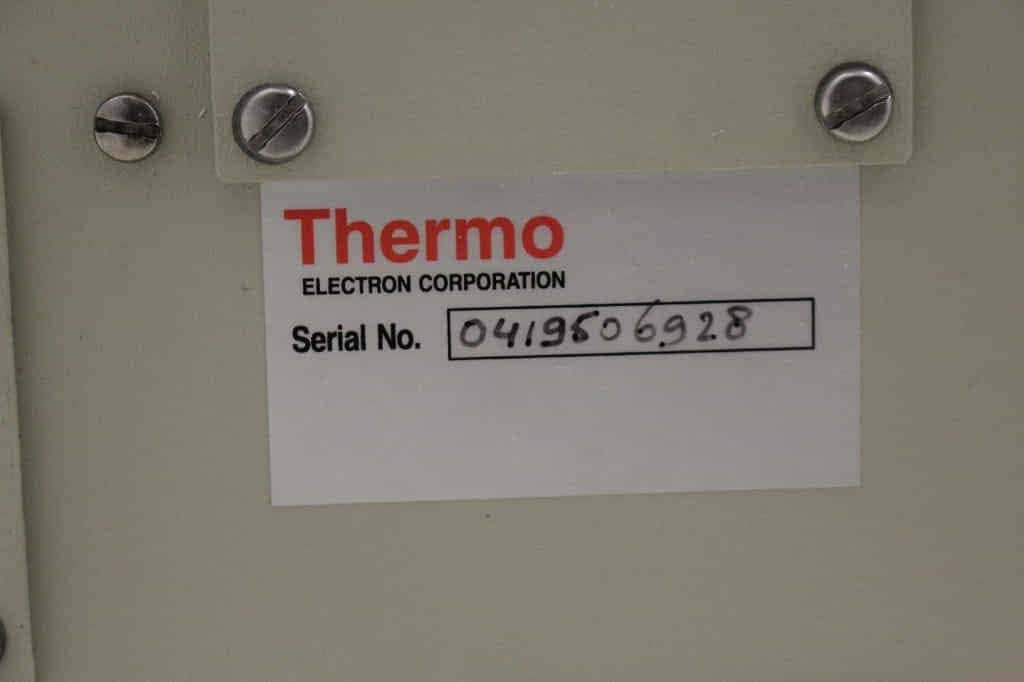 Thermo
ELECTRON CORPORATION
Serial No. 0419506928